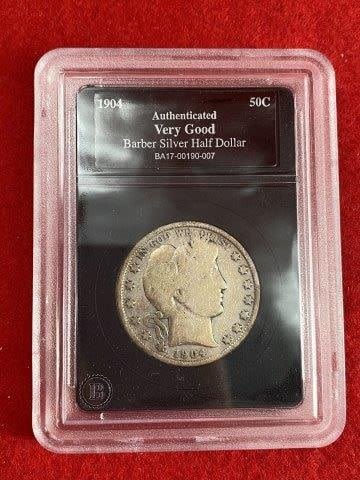 1904 50C
Authenticated
Very Good
Barber Silver Half Dollar
BA17-00190-007
IN GOD WE TRUST
1904
B